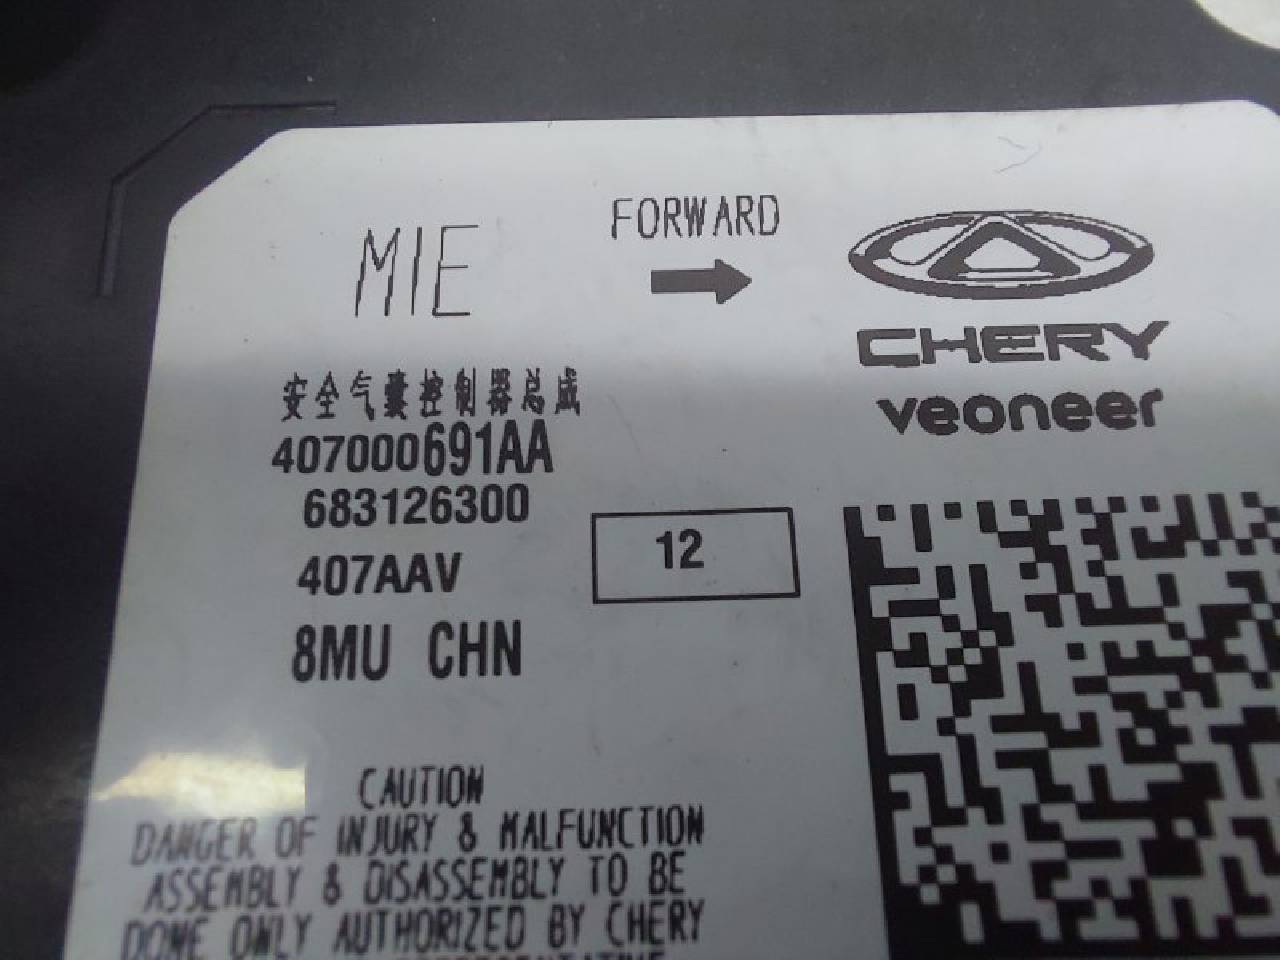 MIE
FORWARD
CHERY
veoneer
安全气囊控制器总成
407000691AA
683126300
407AAV
12
8MU CHN
CAUTION
DANGER OF INJURY & MALFUNCTION
ASSEMBLY & DISASSEMBLY TO BE
DONE ONLY AUTHORIZED BY CHERY
REPRESENTATIVE